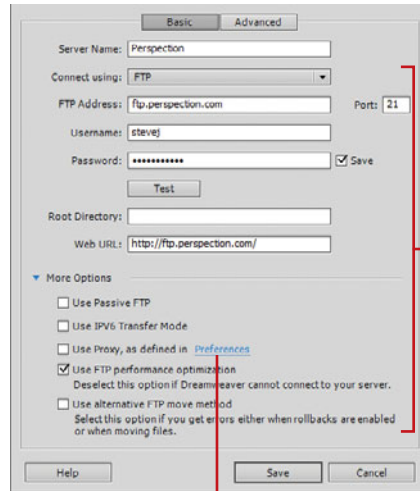 Basic Advanced
Server Name: Perspection
Connect using: FTP
FTP Address: ftp.perspection.com Port: 21
Username: stevej
Password: ••••••••••• Save
Test
Root Directory:
Web URL: http://ftp.perspection.com/
More Options
Use Passive FTP
Use IPV6 Transfer Mode
Use Proxy, as defined in Preferences
Use FTP performance optimization
Deselect this option if Dreamweaver cannot connect to your server.
Use alternative FTP move method
Select this option if you get errors either when rollbacks are enabled
or when moving files.
Help Save Cancel